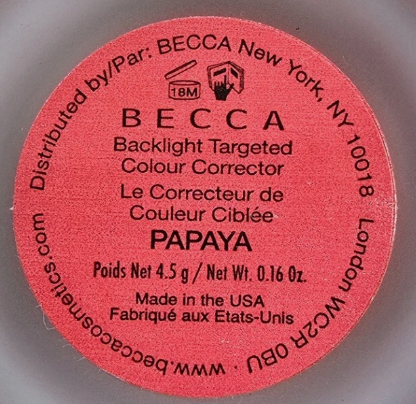 Distributed by/Par: BECCA New York, NY 10018 London WC2R 0BU · www.beccacosmetics.com
18M
BECCA
Backlight Targeted
Colour Corrector
Le Correcteur de
Couleur Ciblée
PAPAYA
Poids Net 4.5 g / Net Wt. 0.16 Oz.
Made in the USA
Fabriqué aux Etats-Unis